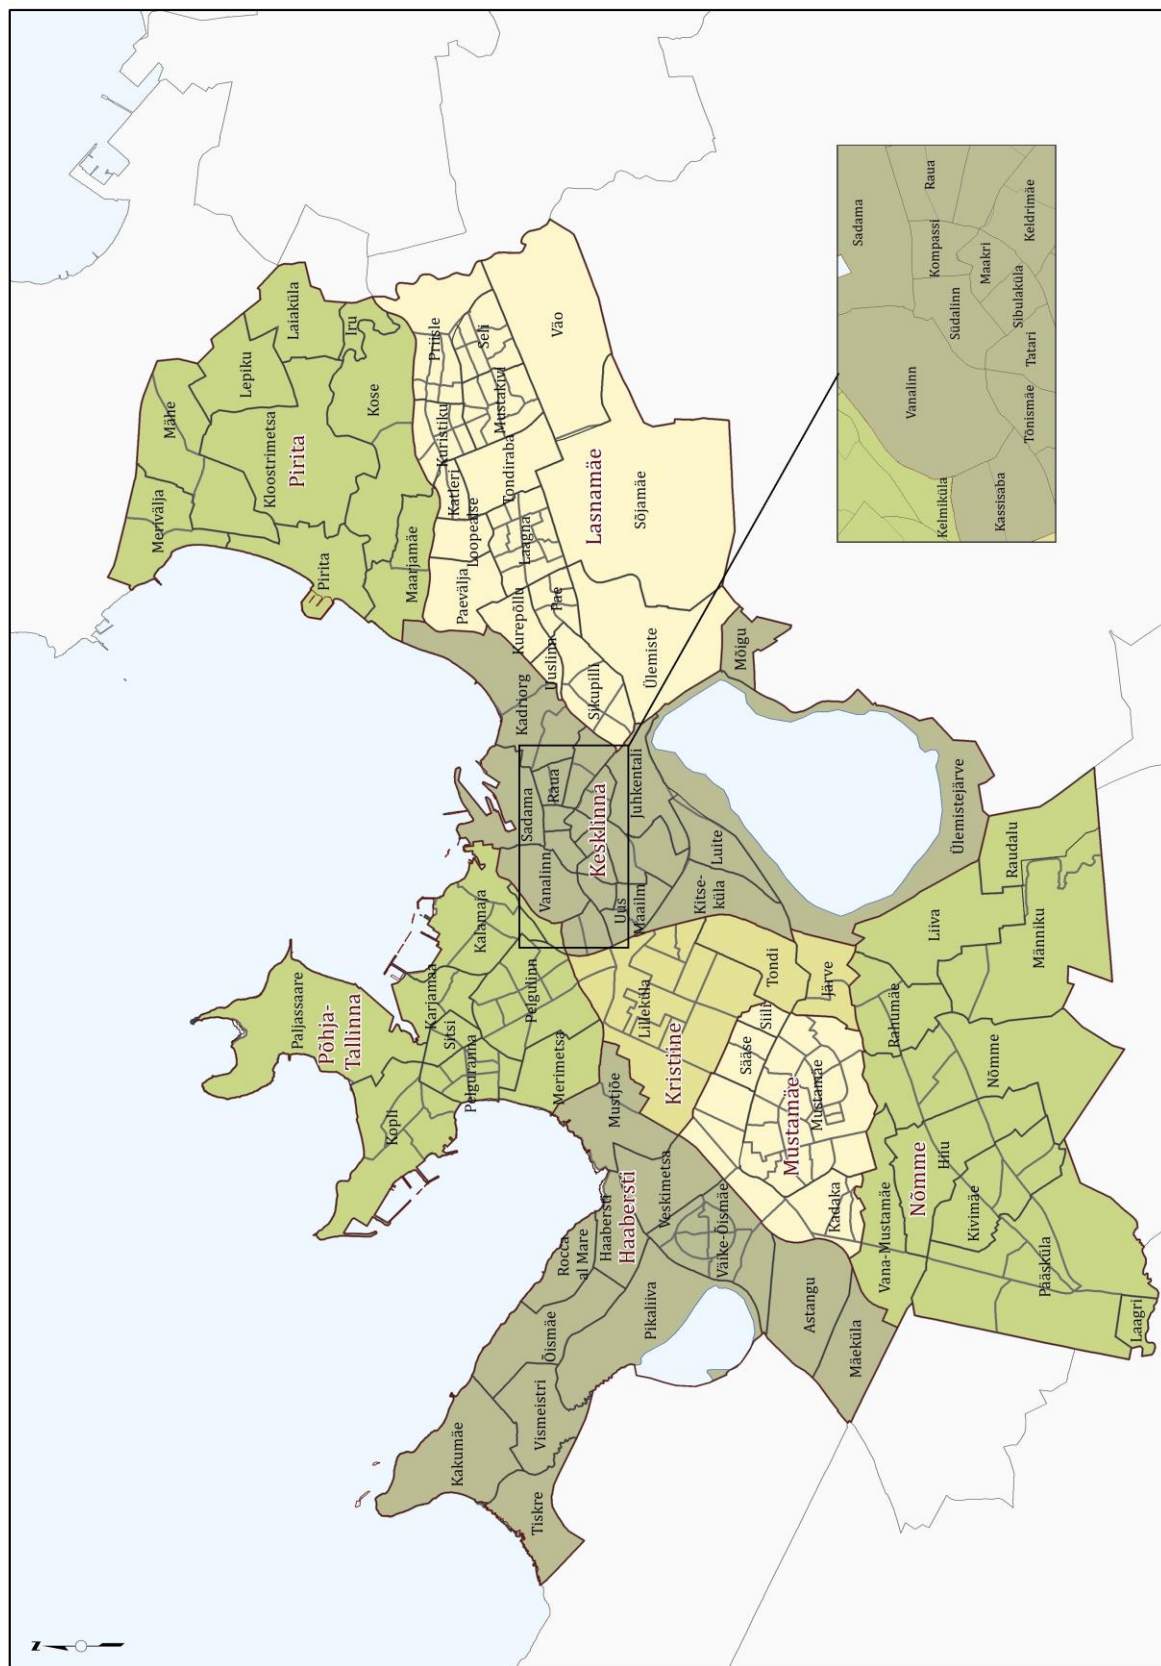 N
Paljassaare
Põhja-
Tallinna
Kopli
Karjamaa
Sitsi
Pelguranna
Kalamaja
Pelgulinn
Merimetsa
Merivälja
Mähe
Lepiku
Laiaküla
Kloostrimetsa
Pirita
Pirita
Iru
Kose
Maarjamäe
Kakumäe
Tiskre
Vismeistri
Õismäe
Rocca
al Mare
Haabersti
Haabersti
Mustjõe
Pikaliiva
Veskimetsa
Väike-Õismäe
Astangu
Mäeküla
Paevälja
Loopealse
Katleri
Kuristiku
Priisle
Seli
Mustakivi
Tondiraba
Laagna
Kurepõllu
Pae
Uuslinn
Sikupilli
Väo
Lasnamäe
Sõjamäe
Ülemiste
Kadriorg
Sadama
Raua
Vanalinn
Kesklinna
Juhkentali
Uus
Maailm
Kitse-
küla
Luite
Mõigu
Ülemistejärve
Lilleküla
Kristiine
Tondi
Siili
Järve
Sääse
Mustamäe
Mustamäe
Kadaka
Vana-Mustamäe
Nõmme
Hiiu
Kivimäe
Pääsküla
Laagri
Nõmme
Rahumäe
Liiva
Raudalu
Männiku
Sadama
Raua
Kompassi
Vanalinn
Südalinn
Maakri
Kelmiküla
Sibulaküla
Keldrimäe
Tatari
Tõnismäe
Kassisaba